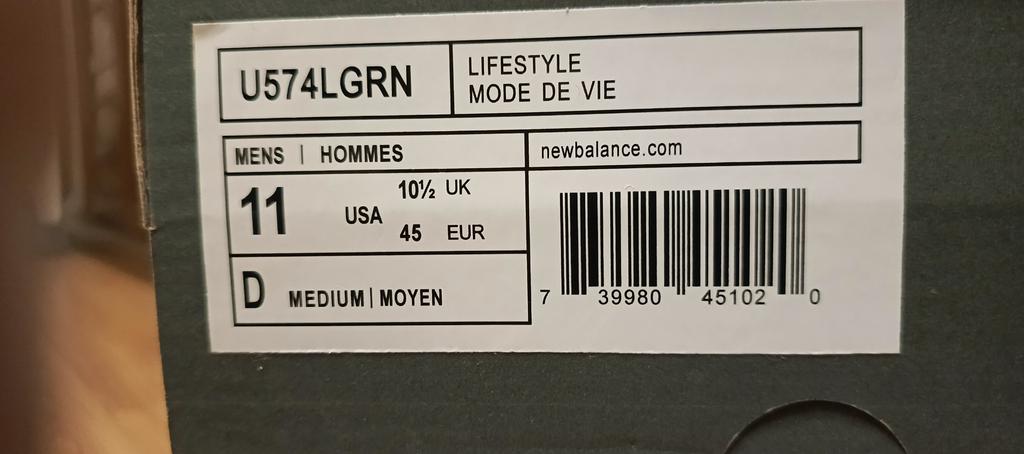 U574LGRN
LIFESTYLE
MODE DE VIE
MENS | HOMMES
newbalance.com
11 USA 10½ UK
45 EUR
D MEDIUM | MOYEN
7 39980 45102 0